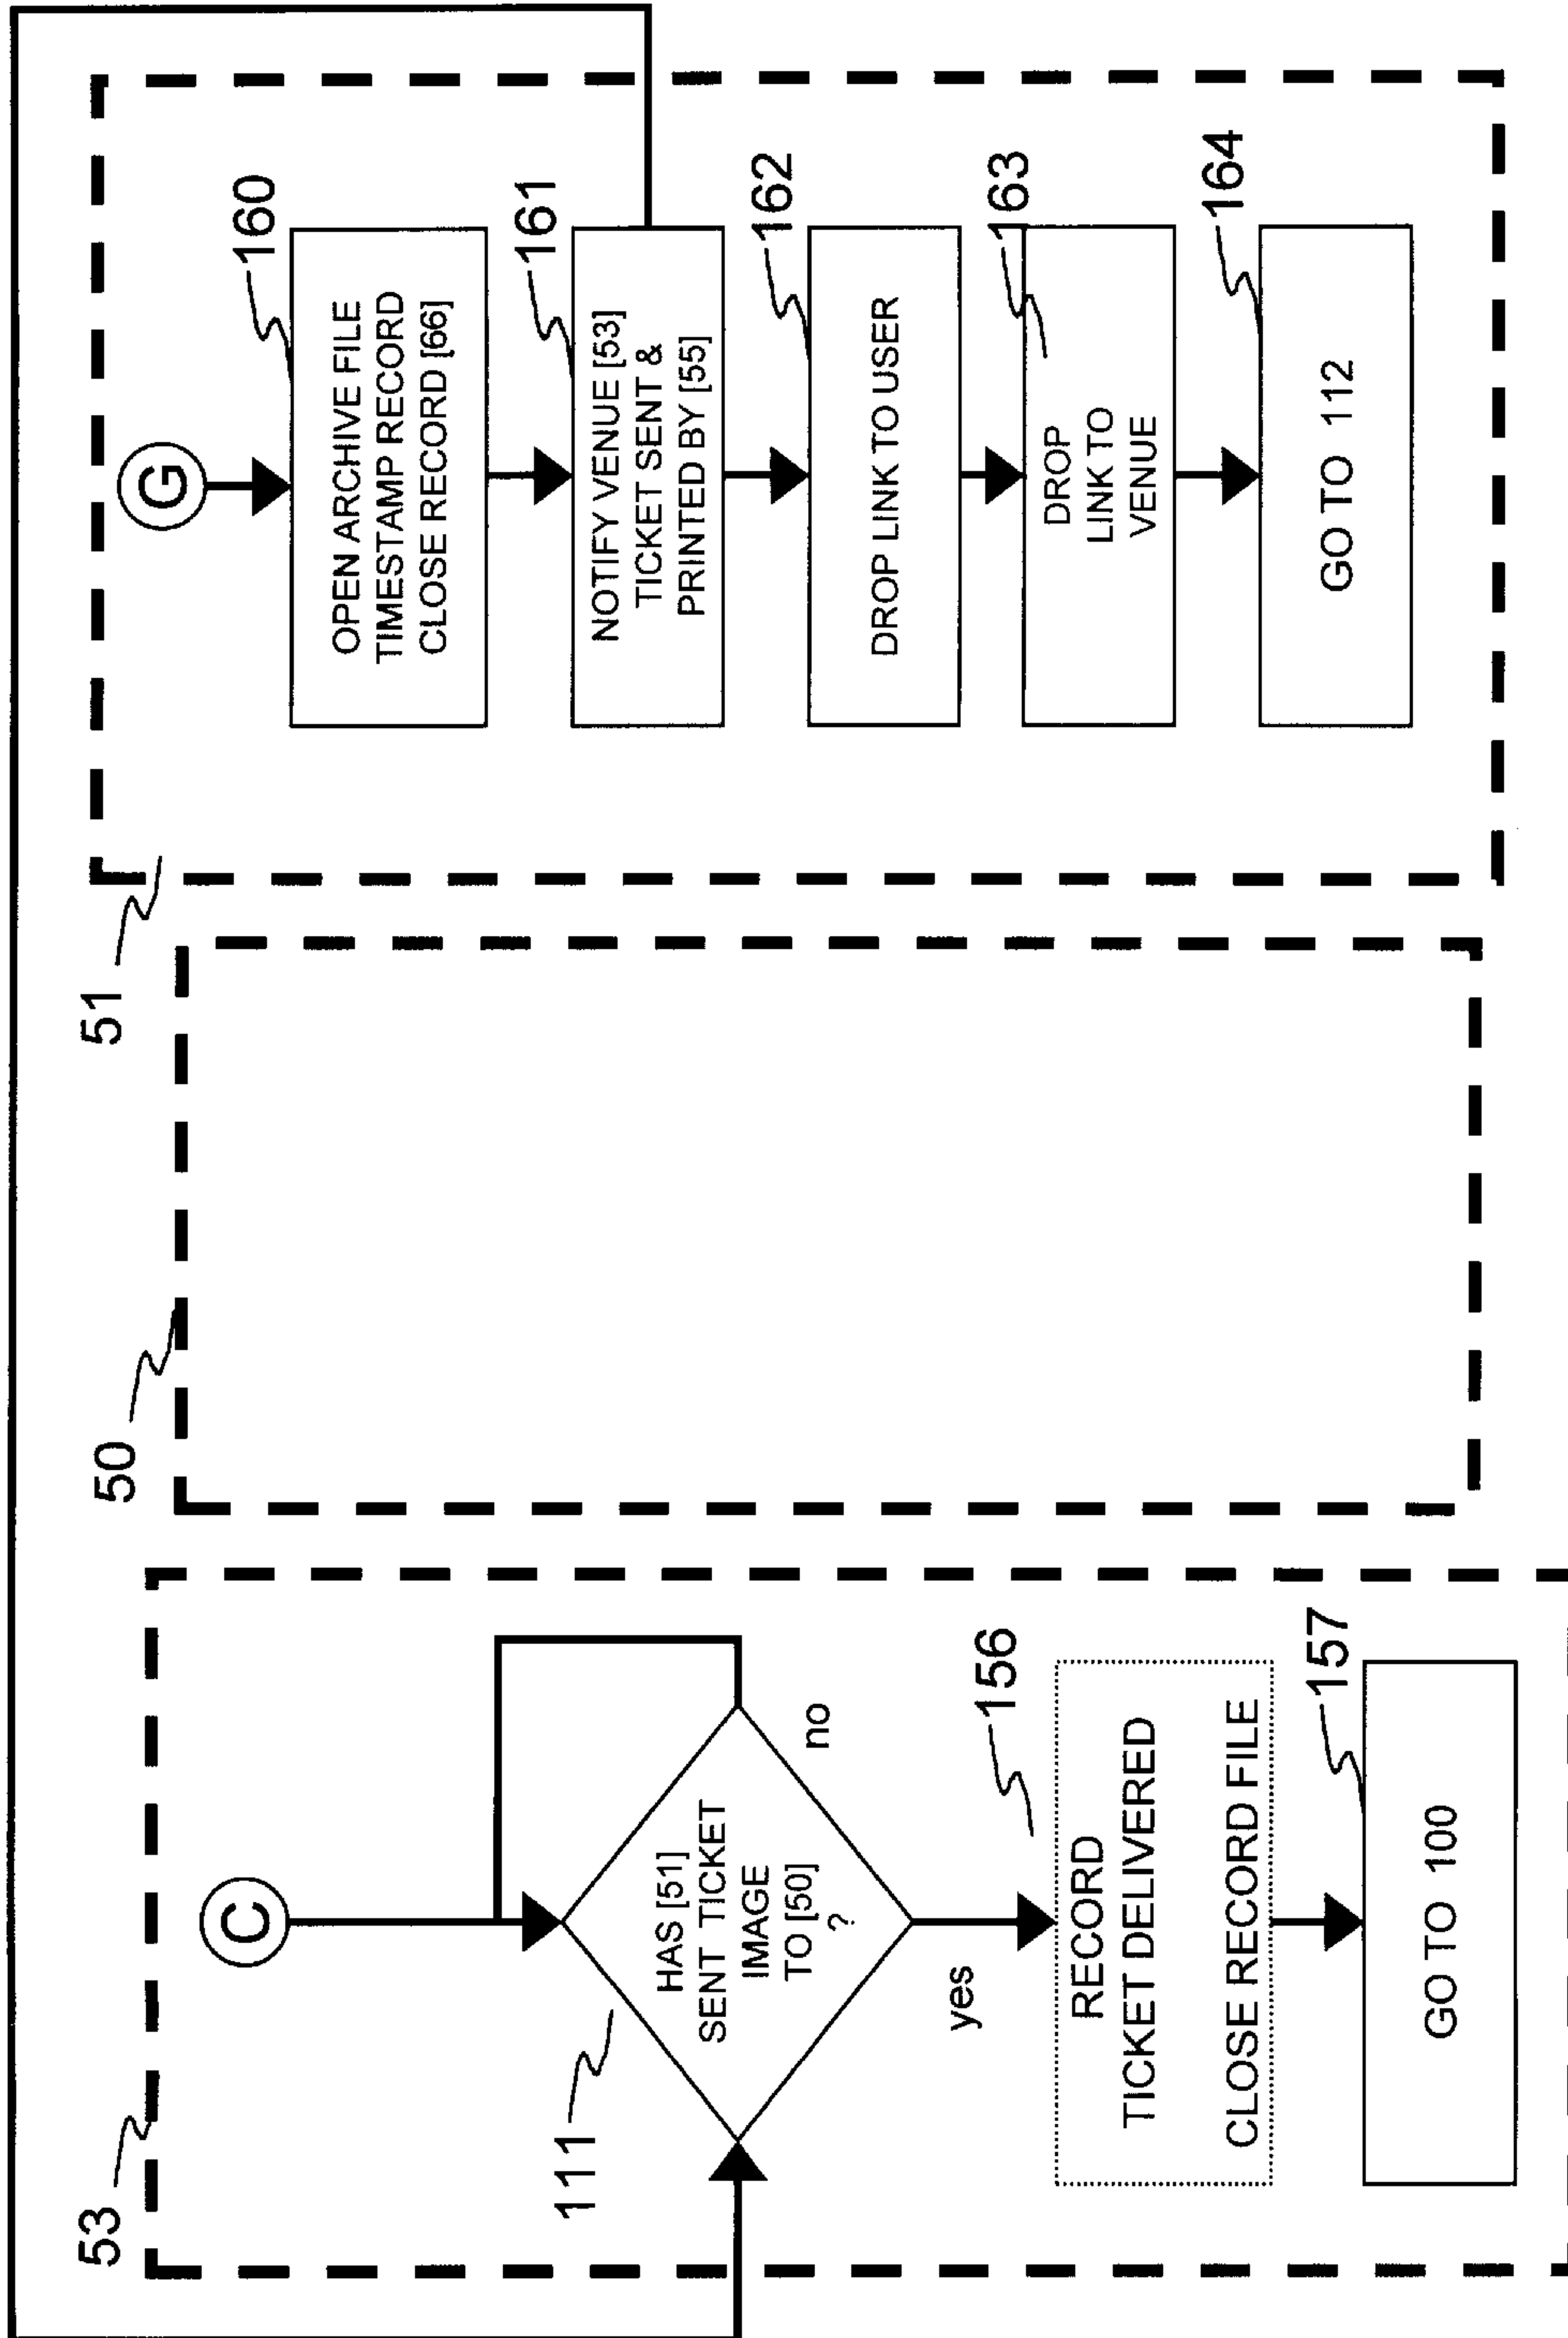 53
C
111
HAS [51]
SENT TICKET
IMAGE
TO [50]
?
no
yes
156
RECORD
TICKET DELIVERED
CLOSE RECORD FILE
157
GO TO 100
50
51
G
160
OPEN ARCHIVE FILE
TIMESTAMP RECORD
CLOSE RECORD [66]
161
NOTIFY VENUE [53]
TICKET SENT &
PRINTED BY [55]
162
DROP LINK TO USER
163
DROP
LINK TO
VENUE
164
GO TO 112